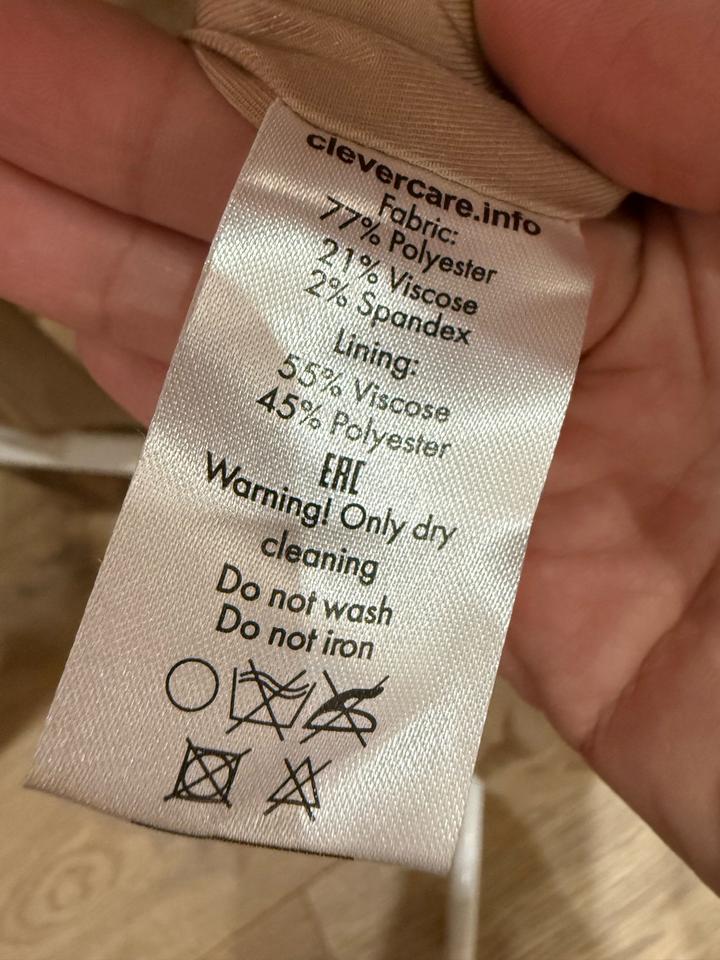 clevercare.info
Fabric:
77% Polyester
21% Viscose
2% Spandex
Lining:
55% Viscose
45% Polyester
EAC
Warning! Only dry
cleaning
Do not wash
Do not iron